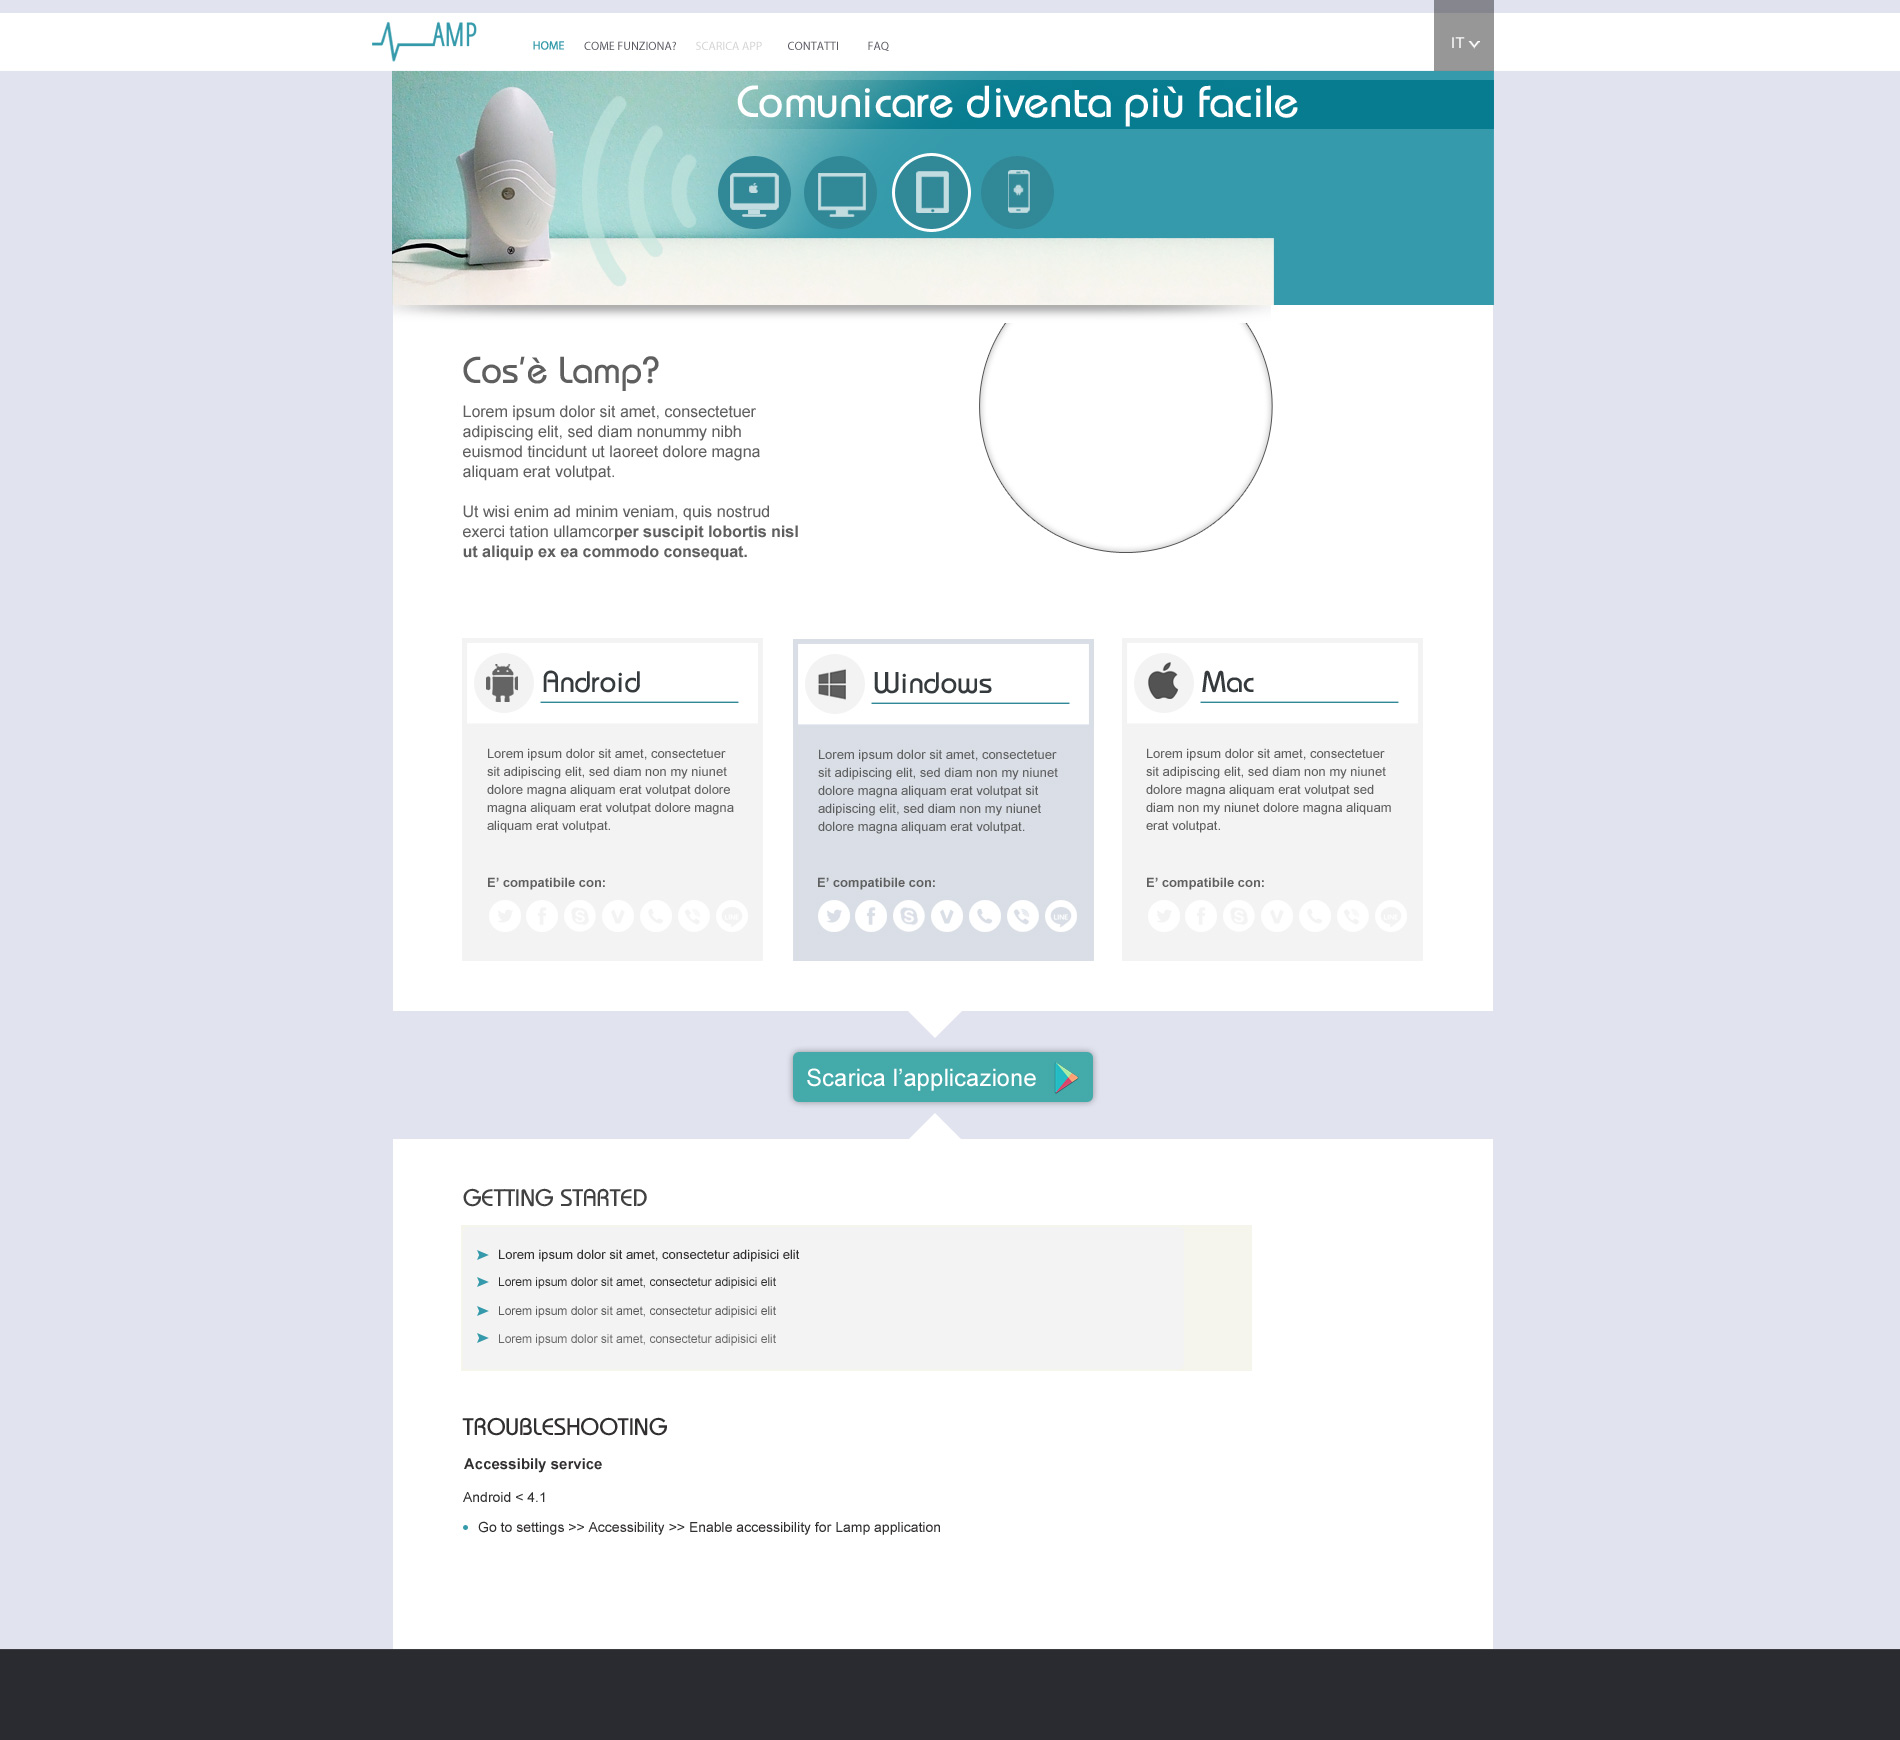 AMP
HOME COME FUNZIONA? SCARICA APP CONTATTI FAQ
IT
Comunicare diventa più facile
Cos'è Lamp?
Lorem ipsum dolor sit amet, consectetuer
adipiscing elit, sed diam nonummy nibh
euismod tincidunt ut laoreet dolore magna
aliquam erat volutpat.
Ut wisi enim ad minim veniam, quis nostrud
exerci tation ullamcorper suscipit lobortis nisl
ut aliquip ex ea commodo consequat.
Android
Lorem ipsum dolor sit amet, consectetuer
sit adipiscing elit, sed diam non my niunet
dolore magna aliquam erat volutpat dolore
magna aliquam erat volutpat dolore magna
aliquam erat volutpat.
E' compatibile con:
LINE
Windows
Lorem ipsum dolor sit amet, consectetuer
sit adipiscing elit, sed diam non my niunet
dolore magna aliquam erat volutpat sit
adipiscing elit, sed diam non my niunet
dolore magna aliquam erat volutpat.
E' compatibile con:
LINE
Mac
Lorem ipsum dolor sit amet, consectetuer
sit adipiscing elit, sed diam non my niunet
dolore magna aliquam erat volutpat sed
diam non my niunet dolore magna aliquam
erat volutpat.
E' compatibile con:
LINE
Scarica l'applicazione
GETTING STARTED
Lorem ipsum dolor sit amet, consectetur adipisici elit
Lorem ipsum dolor sit amet, consectetur adipisici elit
Lorem ipsum dolor sit amet, consectetur adipisici elit
Lorem ipsum dolor sit amet, consectetur adipisici elit
TROUBLESHOOTING
Accessibily service
Android < 4.1
• Go to settings >> Accessibility >> Enable accessibility for Lamp application